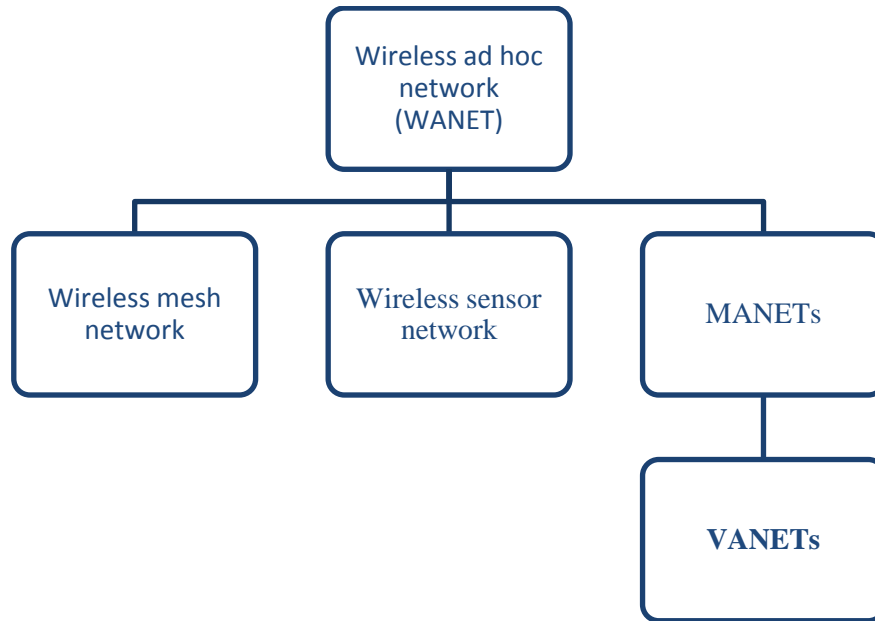 Wireless ad hoc
network
(WANET)
Wireless mesh
network
Wireless sensor
network
MANETs
VANETs